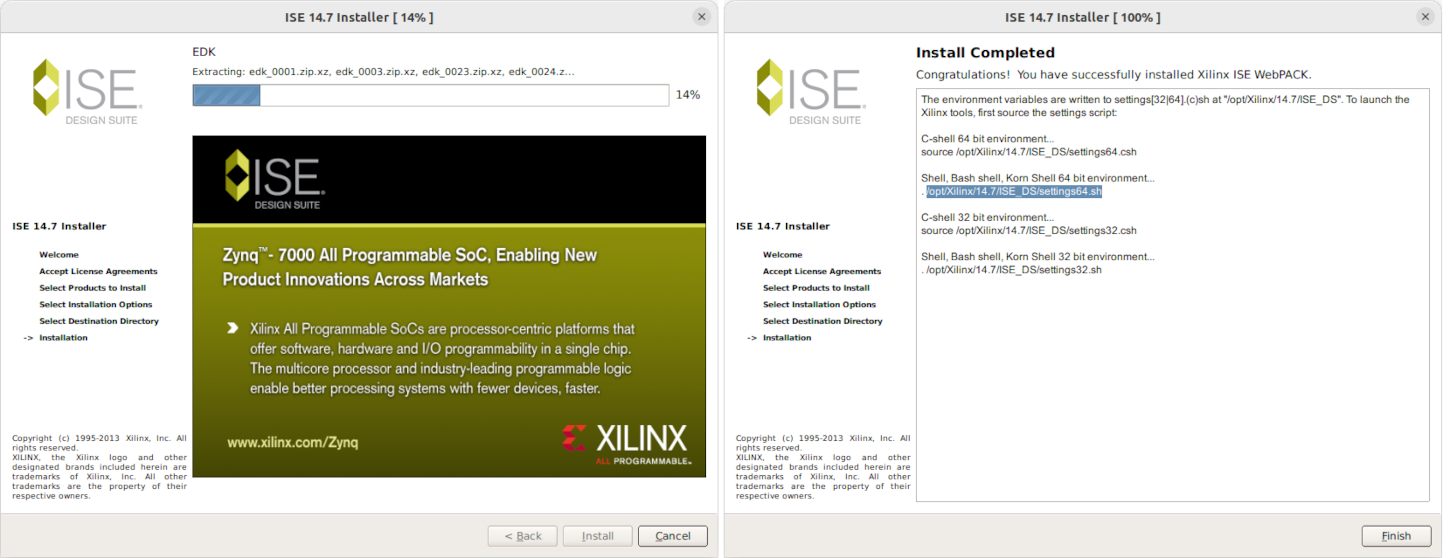 ISE 14.7 Installer [ 14% ]
ISE.
DESIGN SUITE
ISE 14.7 Installer
Welcome
Accept License Agreements
Select Products to Install
Select Installation Options
Select Destination Directory
-> Installation
Copyright (c) 1995-2013 Xilinx, Inc. All
rights reserved.
XILINX, the Xilinx logo and other
designated brands included herein are
trademarks of Xilinx, Inc. All other
trademarks are the property of their
respective owners.
EDK
Extracting: edk_0001.zip.xz, edk_0003.zip.xz, edk_0023.zip.xz, edk_0024.z...
14%
ISE.
DESIGN SUITE
Zynq™- 7000 All Programmable SoC, Enabling New
Product Innovations Across Markets
Xilinx All Programmable SoCs are processor-centric platforms that
offer software, hardware and I/O programmability in a single chip.
The multicore processor and industry-leading programmable logic
enable better processing systems with fewer devices, faster.
www.xilinx.com/Zynq
XILINX
ALL PROGRAMMABLE™
< Back
Install
Cancel
ISE 14.7 Installer [ 100% ]
ISE.
DESIGN SUITE
ISE 14.7 Installer
Welcome
Accept License Agreements
Select Products to Install
Select Installation Options
Select Destination Directory
-> Installation
Copyright (c) 1995-2013 Xilinx, Inc. All
rights reserved.
XILINX, the Xilinx logo and other
designated brands included herein are
trademarks of Xilinx, Inc. All other
trademarks are the property of their
respective owners.
Install Completed
Congratulations! You have successfully installed Xilinx ISE WebPACK.
The environment variables are written to settings[32|64].(c)sh at "/opt/Xilinx/14.7/ISE_DS". To launch the
Xilinx tools, first source the settings script:
C-shell 64 bit environment...
source /opt/Xilinx/14.7/ISE_DS/settings64.csh
Shell, Bash shell, Korn Shell 64 bit environment...
. /opt/Xilinx/14.7/ISE_DS/settings64.sh
C-shell 32 bit environment...
source /opt/Xilinx/14.7/ISE_DS/settings32.csh
Shell, Bash shell, Korn Shell 32 bit environment...
. /opt/Xilinx/14.7/ISE_DS/settings32.sh
Finish